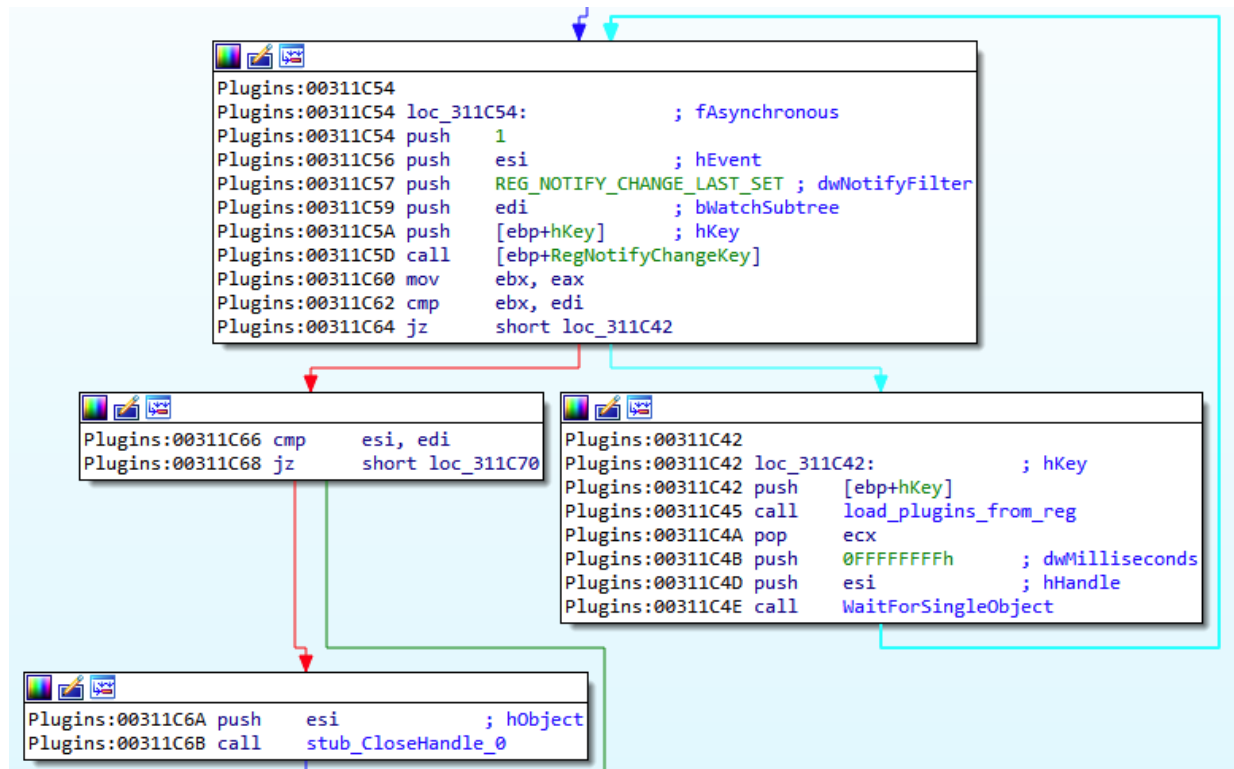 Plugins:00311C54
Plugins:00311C54 loc_311C54: ; fAsynchronous
Plugins:00311C54 push 1
Plugins:00311C56 push esi ; hEvent
Plugins:00311C57 push REG_NOTIFY_CHANGE_LAST_SET ; dwNotifyFilter
Plugins:00311C59 push edi ; bWatchSubtree
Plugins:00311C5A push [ebp+hKey] ; hKey
Plugins:00311C5D call [ebp+RegNotifyChangeKey]
Plugins:00311C60 mov ebx, eax
Plugins:00311C62 cmp ebx, edi
Plugins:00311C64 jz short loc_311C42
Plugins:00311C66 cmp esi, edi
Plugins:00311C68 jz short loc_311C70
Plugins:00311C42
Plugins:00311C42 loc_311C42: ; hKey
Plugins:00311C42 push [ebp+hKey]
Plugins:00311C45 call load_plugins_from_reg
Plugins:00311C4A pop ecx
Plugins:00311C4B push 0FFFFFFFFh ; dwMilliseconds
Plugins:00311C4D push esi ; hHandle
Plugins:00311C4E call WaitForSingleObject
Plugins:00311C6A push esi ; hObject
Plugins:00311C6B call stub_CloseHandle_0